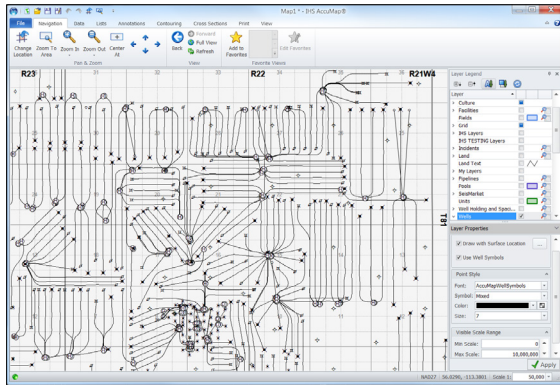 Map1 * - IHS AccuMap®
File Navigation Data Lists Annotations Contouring Cross Sections Print View
Change Location
Zoom To Area
Zoom In
Zoom Out
Center At
Back
Forward
Full View
Refresh
Add to Favorites
Edit Favorites
Pan & Zoom View Favorite Views
R23 R22 R21W4
T81
Layer Legend
Layer
Culture
Facilities
Fields
Grid
IHS Layers
IHS TESTING Layers
Incidents
Land
Land Text
My Layers
Pipelines
Pools
SeisMarket
Units
Well Holding and Spaci...
Wells
Layer Properties
Draw with Surface Location ...
Use Well Symbols
Point Style
Font: AccuMapWellSymbols
Symbol: Mixed
Color:
Size: 7
Visible Scale Range
Min Scale: 0
Max Scale: 10,000,000
Apply
NAD27 56.0290, -113.3801 Scale 1: 50,000